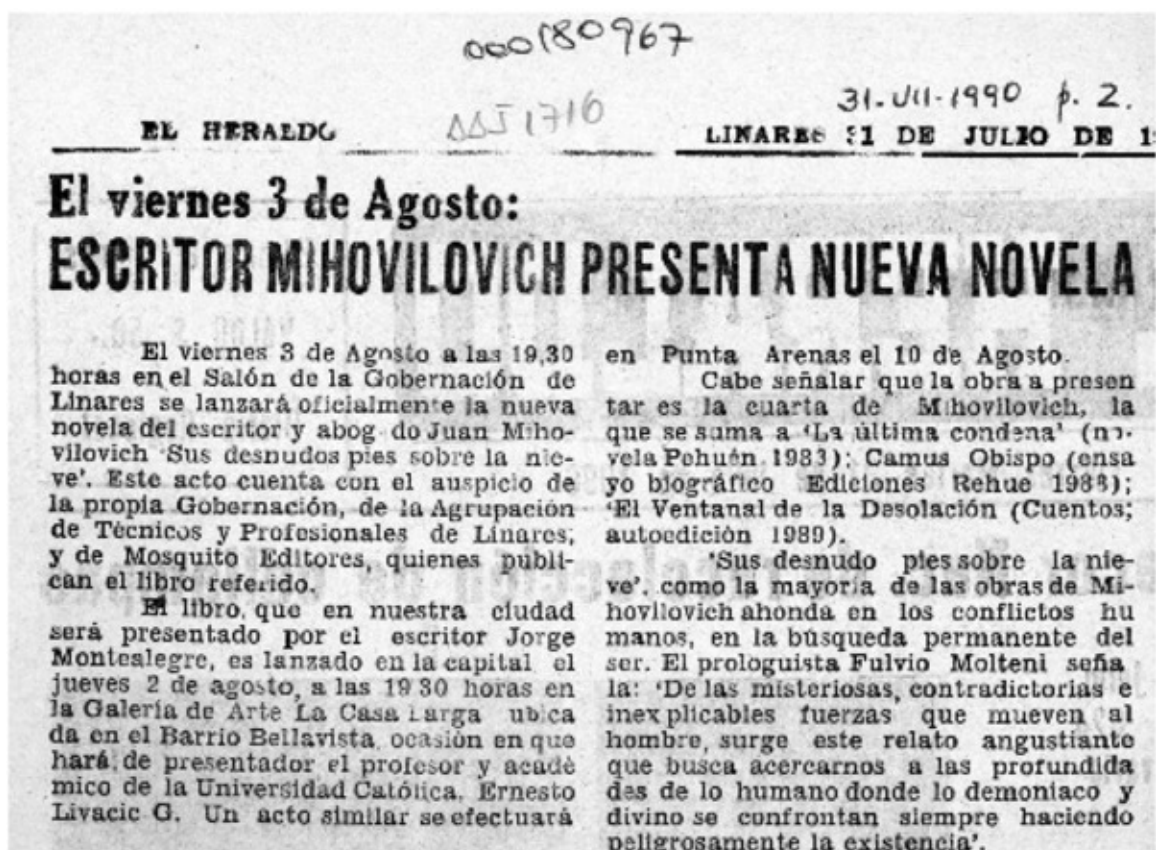 000180967
31-VII-1990 p. 2.
AAJ1716
EL HERALDO
LINARES 31 DE JULIO DE 1
El viernes 3 de Agosto:
ESCRITOR MIHOVILOVICH PRESENTA NUEVA NOVELA
El viernes 3 de Agosto a las 19,30
horas en el Salón de la Gobernación de
Linares se lanzará oficialmente la nueva
novela del escritor y abog do Juan Miho-
vilovich 'Sus desnudos pies sobre la nie-
ve'. Este acto cuenta con el auspicio de
la propia Gobernación, de la Agrupación
de Técnicos y Profesionales de Linares,
y de Mosquito Editores, quienes publi-
can el libro referido.
El libro, que en nuestra ciudad
será presentado por el escritor Jorge
Montealegre, es lanzado en la capital el
jueves 2 de agosto, a las 19 30 horas en
la Galería de Arte La Casa Larga ubica
da en el Barrio Bellavista, ocasión en que
hará de presentador el profesor y acadé
mico de la Universidad Católica, Ernesto
Livacic G. Un acto similar se efectuará
en Punta Arenas el 10 de Agosto.
Cabe señalar que la obra a presen
tar es la cuarta de Mihovilovich, la
que se suma a 'La última condena' (no-
vela Pehuén 1983); Camus Obispo (ensa
yo biográfico Ediciones Rehue 1988);
'El Ventanal de la Desolación (Cuentos;
autoedición 1989).
'Sus desnudo pies sobre la nie-
ve'. como la mayoría de las obras de Mi-
hovilovich ahonda en los conflictos hu
manos, en la búsqueda permanente del
ser. El prologuista Fulvio Molteni seña
la: 'De las misteriosas, contradictorias e
inexplicables fuerzas que mueven al
hombre, surge este relato angustiante
que busca acercarnos a las profundida
des de lo humano donde lo demoniaco y
divino se confrontan siempre haciendo
peligrosamente la existencia'.